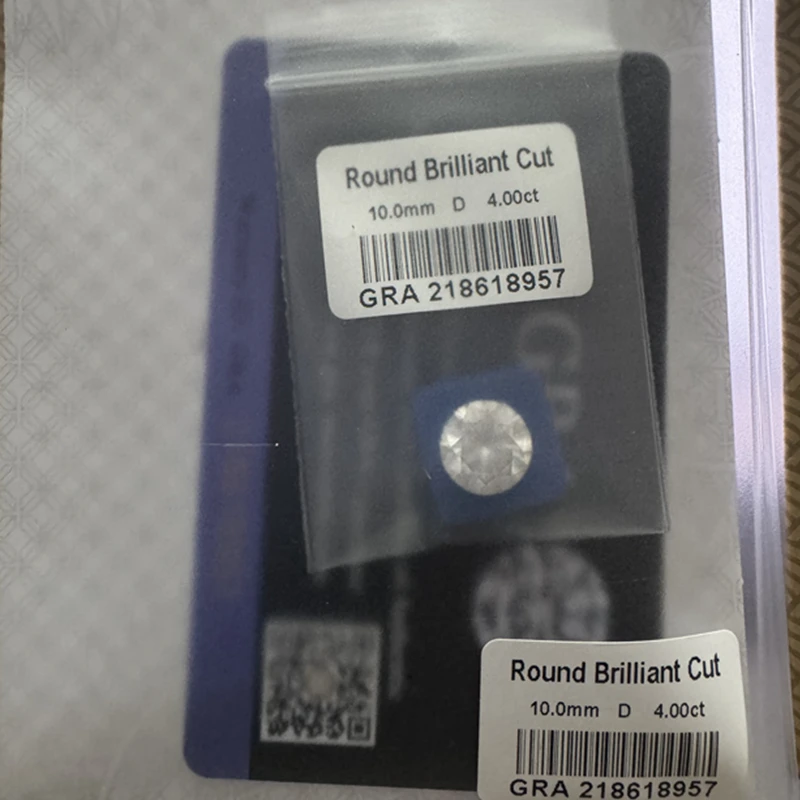 Round Brilliant Cut
10.0mm D 4.00ct
GRA 218618957
Round Brilliant Cut
10.0mm D 4.00ct
GRA 218618957